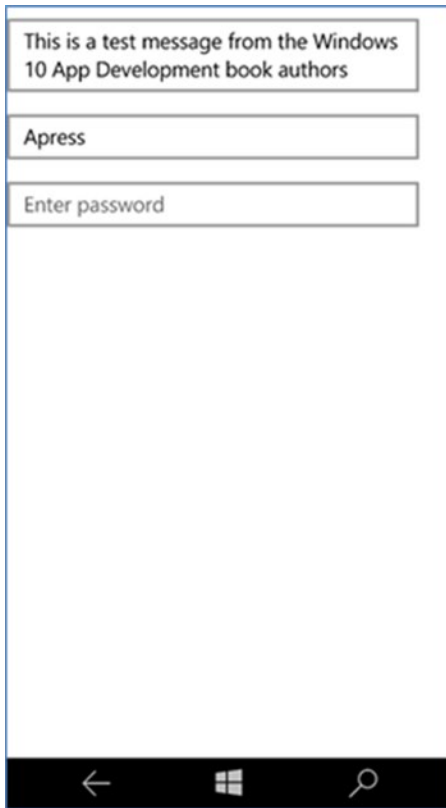 This is a test message from the Windows
10 App Development book authors
Apress
Enter password